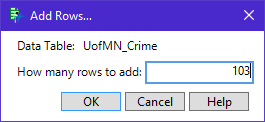 Add Rows...
Data Table: UofMN_Crime
How many rows to add: 103
OK Cancel Help